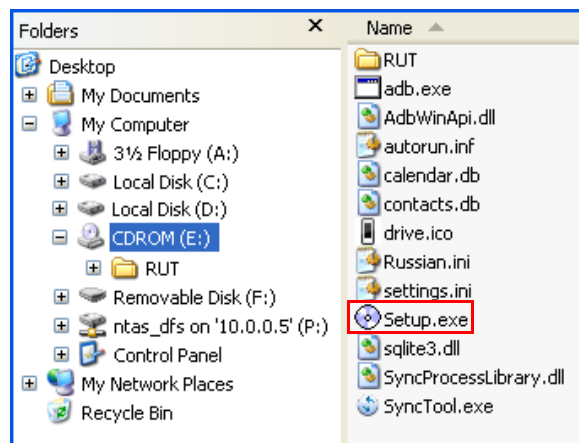 Folders
Desktop
My Documents
My Computer
3½ Floppy (A:)
Local Disk (C:)
Local Disk (D:)
CDROM (E:)
RUT
Removable Disk (F:)
ntas_dfs on '10.0.0.5' (P:)
Control Panel
My Network Places
Recycle Bin
Name
RUT
adb.exe
AdbWinApi.dll
autorun.inf
calendar.db
contacts.db
drive.ico
Russian.ini
settings.ini
Setup.exe
sqlite3.dll
SyncProcessLibrary.dll
SyncTool.exe